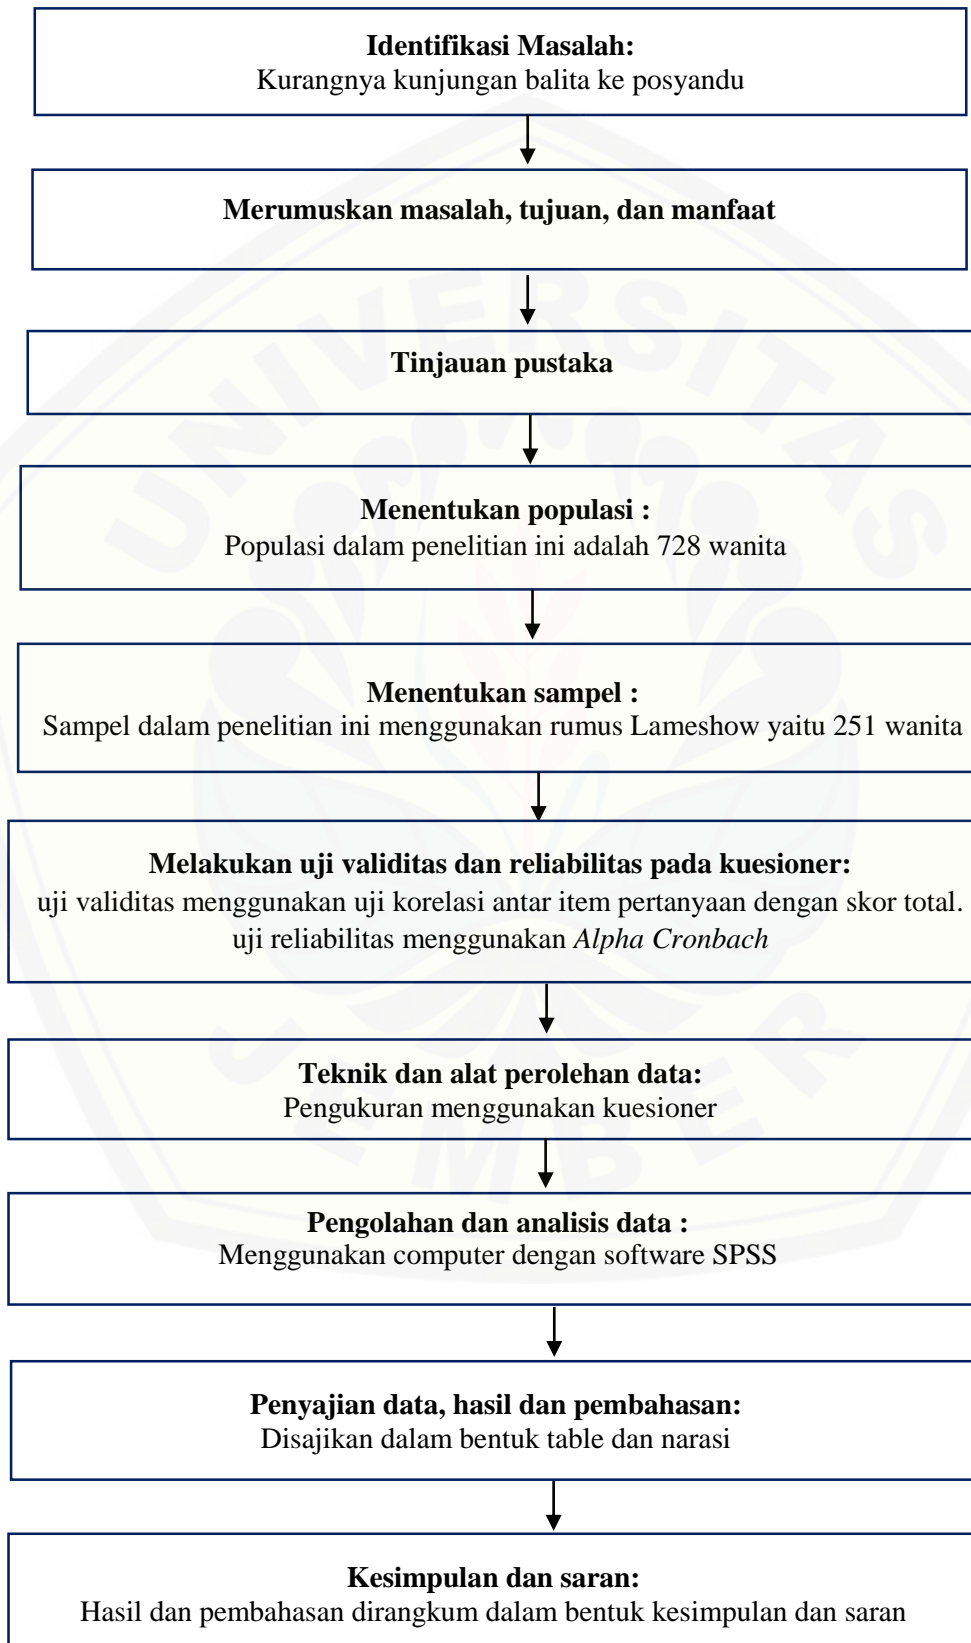 Identifikasi Masalah:
Kurangnya kunjungan balita ke posyandu
Merumuskan masalah, tujuan, dan manfaat
Tinjauan pustaka
Menentukan populasi :
Populasi dalam penelitian ini adalah 728 wanita
Menentukan sampel :
Sampel dalam penelitian ini menggunakan rumus Lameshow yaitu 251 wanita
Melakukan uji validitas dan reliabilitas pada kuesioner:
uji validitas menggunakan uji korelasi antar item pertanyaan dengan skor total.
uji reliabilitas menggunakan Alpha Cronbach
Teknik dan alat perolehan data:
Pengukuran menggunakan kuesioner
Pengolahan dan analisis data :
Menggunakan computer dengan software SPSS
Penyajian data, hasil dan pembahasan:
Disajikan dalam bentuk table dan narasi
Kesimpulan dan saran:
Hasil dan pembahasan dirangkum dalam bentuk kesimpulan dan saran
UNIVERSITAS
JEMBER